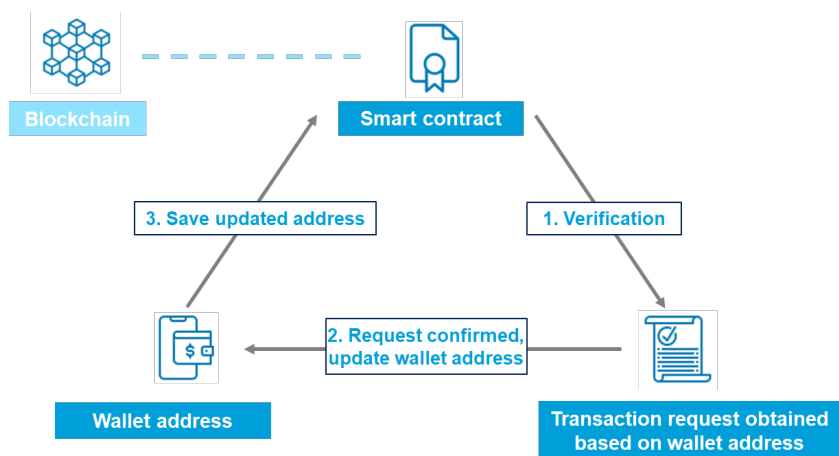 Blockchain
Smart contract
3. Save updated address
1. Verification
2. Request confirmed,
update wallet address
$
Wallet address
Transaction request obtained
based on wallet address